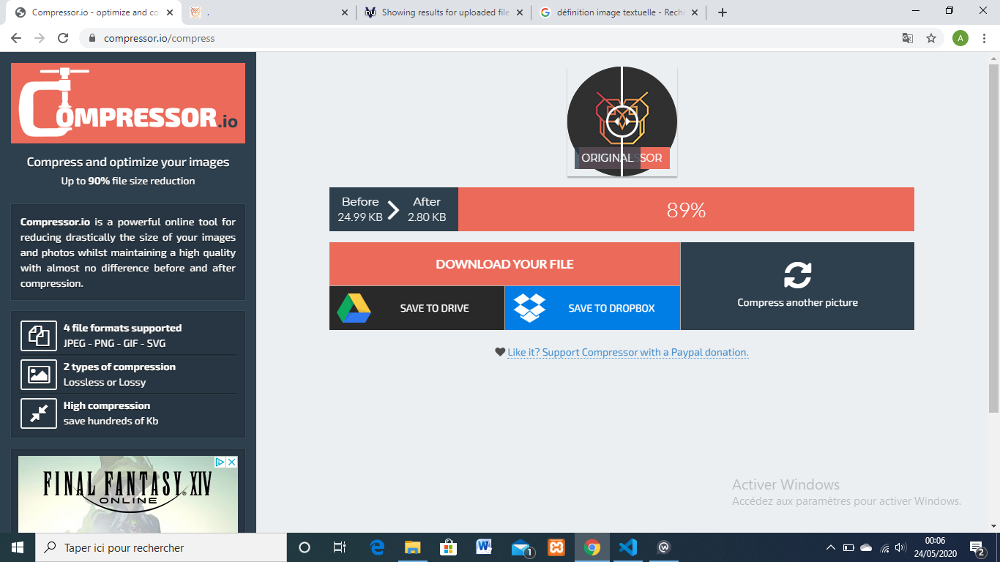 Compressor.io - optimize and co
.
Showing results for uploaded file
définition image textuelle - Rech
compressor.io/compress
A
COMPRESSOR.io
Compress and optimize your images
Up to 90% file size reduction
Compressor.io is a powerful online tool for
reducing drastically the size of your images
and photos whilst maintaining a high quality
with almost no difference before and after
compression.
4 file formats supported
JPEG - PNG - GIF - SVG
2 types of compression
Lossless or Lossy
High compression
save hundreds of Kb
FINAL FANTASY XIV
ONLINE
ORIGINAL SOR
Before After
24.99 KB 2.80 KB
89%
DOWNLOAD YOUR FILE
SAVE TO DRIVE
SAVE TO DROPBOX
Compress another picture
Like it? Support Compressor with a Paypal donation.
Activer Windows
Accédez aux paramètres pour activer Windows.
Taper ici pour rechercher
1
00:06
24/05/2020
2